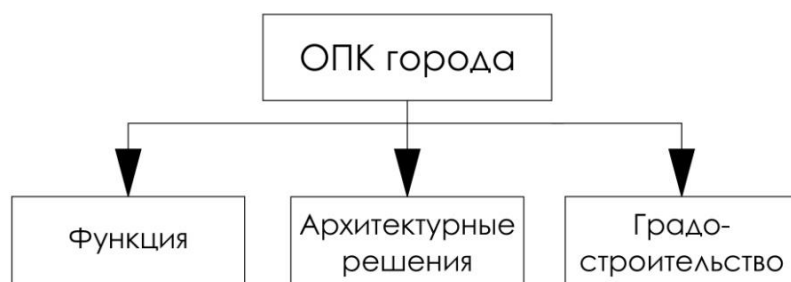 ОПК города
Функция
Архитектурные
решения
Градо-
строительство